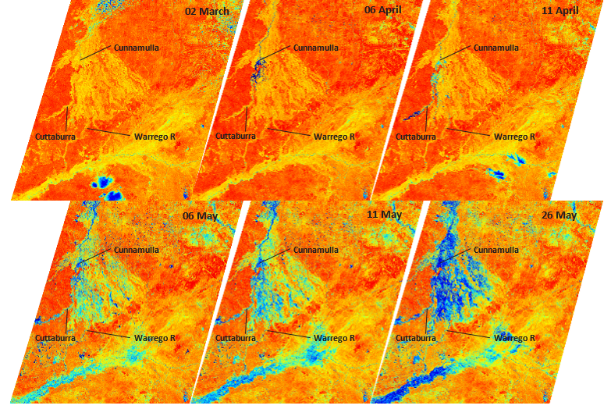 02 March
Cunnamulla
Cuttaburra
Warrego R
06 April
Cunnamulla
Cuttaburra
Warrego R
11 April
Cunnamulla
Cuttaburra
Warrego R
06 May
Cunnamulla
Cuttaburra
Warrego R
11 May
Cunnamulla
Cuttaburra
Warrego R
26 May
Cunnamulla
Cuttaburra
Warrego R